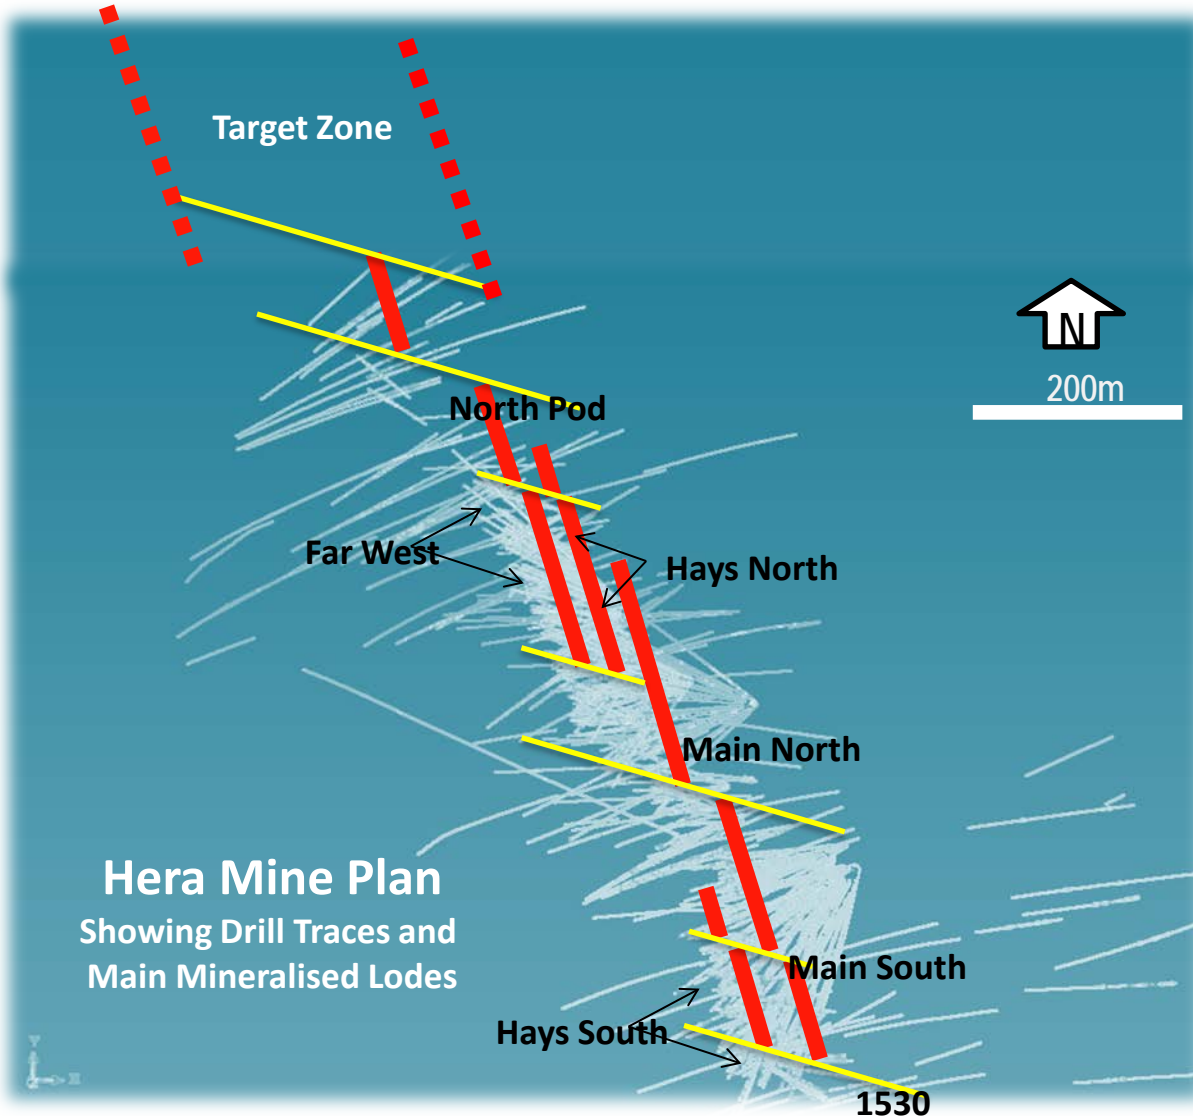 Target Zone
N
200m
North Pod
Far West
Hays North
Main North
Hera Mine Plan
Showing Drill Traces and
Main Mineralised Lodes
Main South
Hays South
1530